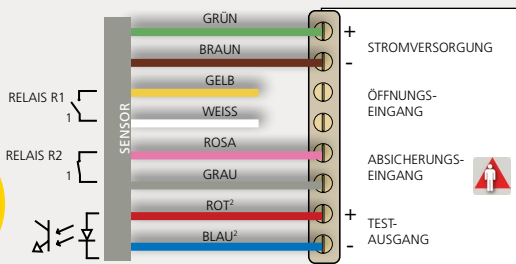 GRÜN
+
STROMVERSORGUNG
BRAUN
-
GELB
RELAIS R1
1
ÖFFNUNGS-
EINGANG
WEISS
SENSOR
ROSA
RELAIS R2
1
ABSICHERUNGS-
EINGANG
GRAU
ROT²
+
TEST-
AUSGANG
BLAU²
-